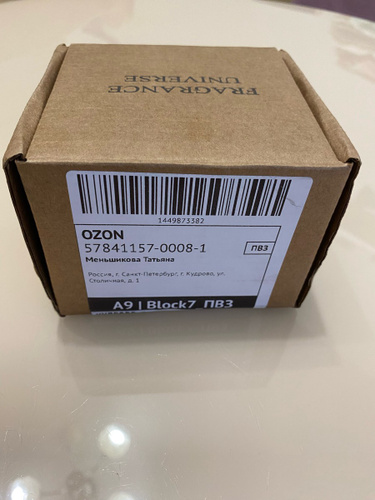 FRAGRANCE
UNIVERSE
1449873382
OZON
57841157-0008-1
ПВЗ
Меньшикова Татьяна
Россия, г. Санкт-Петербург, г. Кудрово, ул.
Столичная, д. 1
A9 | Block7 ПВЗ